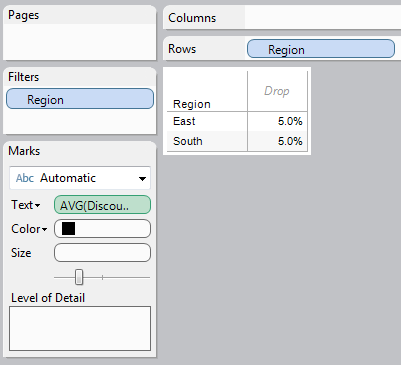 Pages
Columns
Rows
Region
Filters
Region
Marks
Abc Automatic
Text
AVG(Discou..
Color
Size
Level of Detail
Region
Drop
East 5.0%
South 5.0%